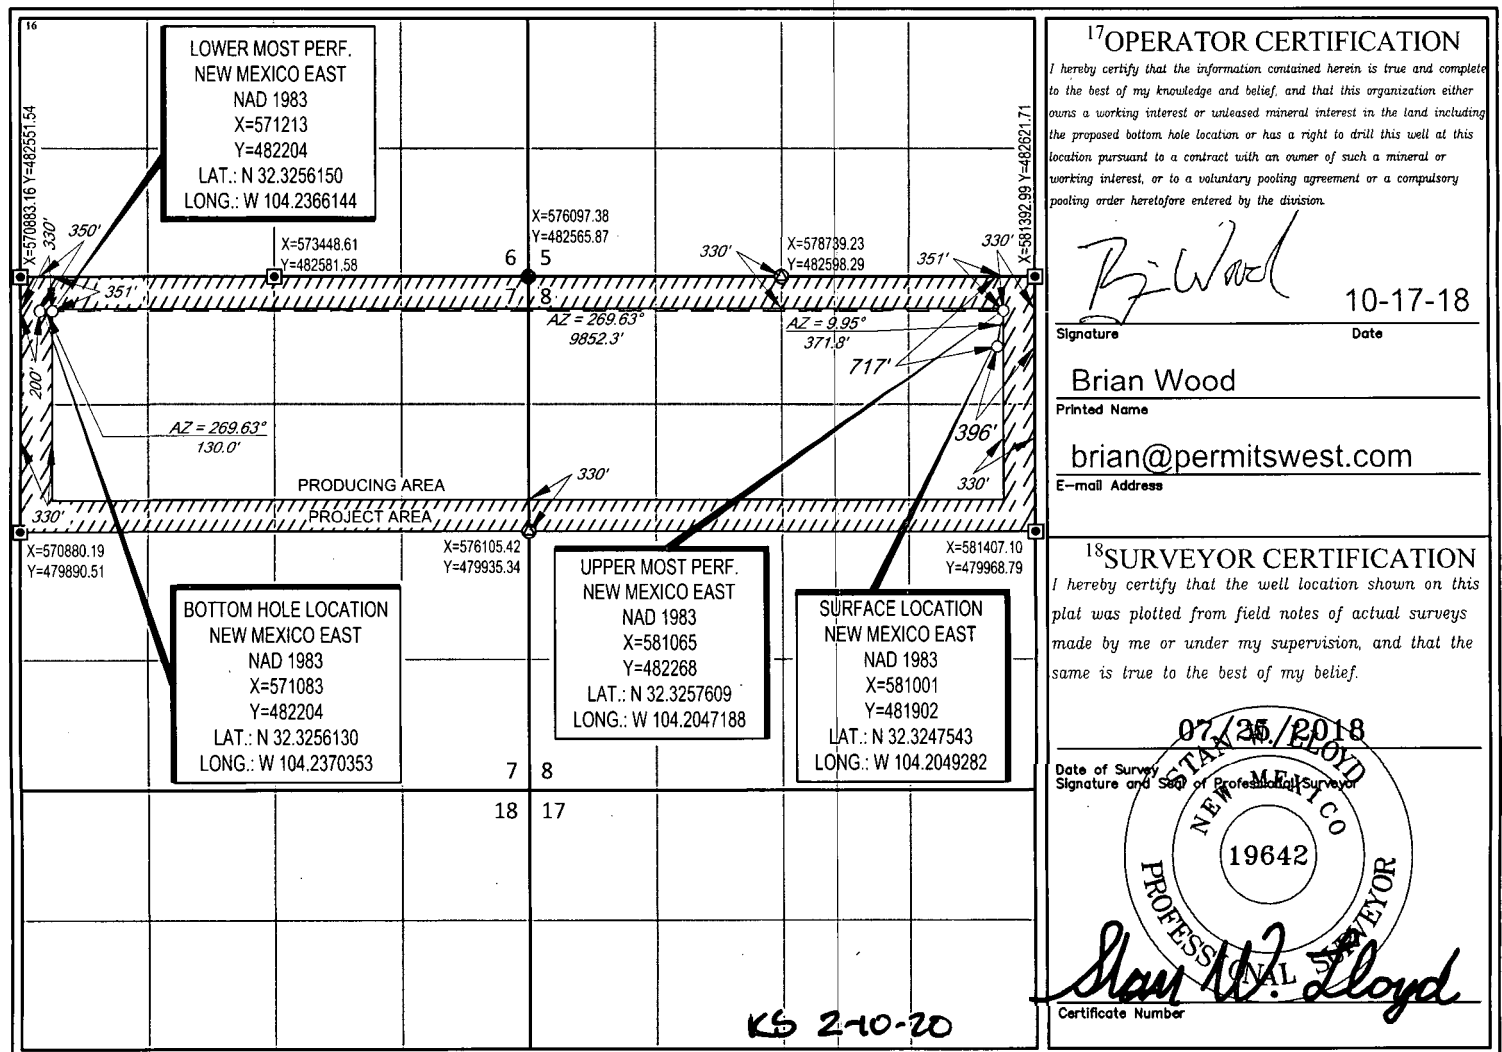 16
LOWER MOST PERF.
NEW MEXICO EAST
NAD 1983
X=571213
Y=482204
LAT.: N 32.3256150
LONG.: W 104.2366144
X=570883.16 Y=482551.54
330'
350'
351'
X=573448.61
Y=482581.58
X=576097.38
Y=482565.87
6 5
7 8
330'
X=578739.23
Y=482598.29
351'
330'
X=581392.99 Y=482621.71
AZ = 269.63°
9852.3'
AZ = 9.95°
371.8'
717'
200'
AZ = 269.63°
130.0'
396'
330'
PRODUCING AREA
330'
330'
PROJECT AREA
X=570880.19
Y=479890.51
X=576105.42
Y=479935.34
X=581407.10
Y=479968.79
BOTTOM HOLE LOCATION
NEW MEXICO EAST
NAD 1983
X=571083
Y=482204
LAT.: N 32.3256130
LONG.: W 104.2370353
UPPER MOST PERF.
NEW MEXICO EAST
NAD 1983
X=581065
Y=482268
LAT.: N 32.3257609
LONG.: W 104.2047188
SURFACE LOCATION
NEW MEXICO EAST
NAD 1983
X=581001
Y=481902
LAT.: N 32.3247543
LONG.: W 104.2049282
7 8
18 17
KS 2-10-20
17OPERATOR CERTIFICATION
I hereby certify that the information contained herein is true and complete
to the best of my knowledge and belief, and that this organization either
owns a working interest or unleased mineral interest in the land including
the proposed bottom hole location or has a right to drill this well at this
location pursuant to a contract with an owner of such a mineral or
working interest, or to a voluntary pooling agreement or a compulsory
pooling order heretofore entered by the division.
10-17-18
Signature Date
Brian Wood
Printed Name
brian@permitswest.com
E-mail Address
18SURVEYOR CERTIFICATION
I hereby certify that the well location shown on this
plat was plotted from field notes of actual surveys
made by me or under my supervision, and that the
same is true to the best of my belief.
07/25/2018
Date of Survey
Signature and Seal of Professional Surveyor
STAN W. LLOYD
NEW MEXICO
19642
PROFESSIONAL SURVEYOR
Stan W. Lloyd
Certificate Number